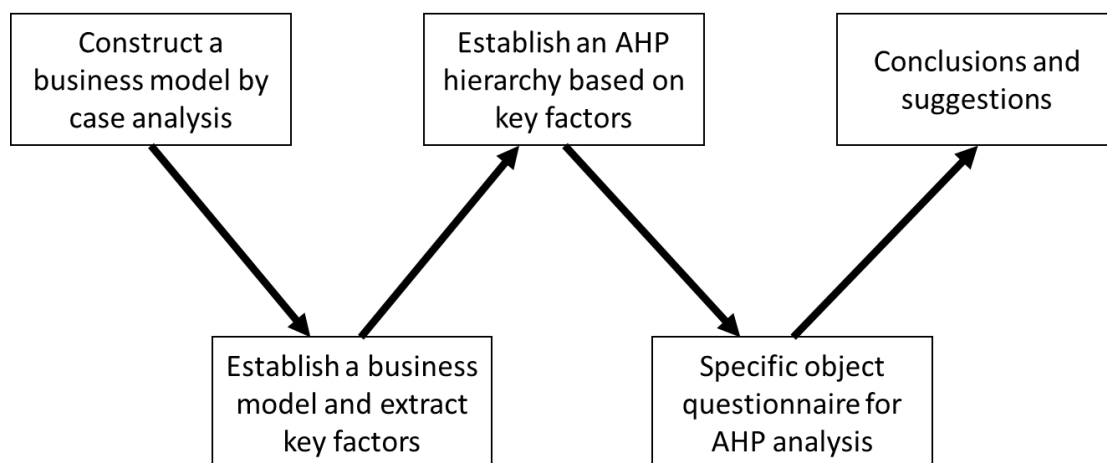 Construct a
business model by
case analysis
Establish a business
model and extract
key factors
Establish an AHP
hierarchy based on
key factors
Specific object
questionnaire for
AHP analysis
Conclusions and
suggestions